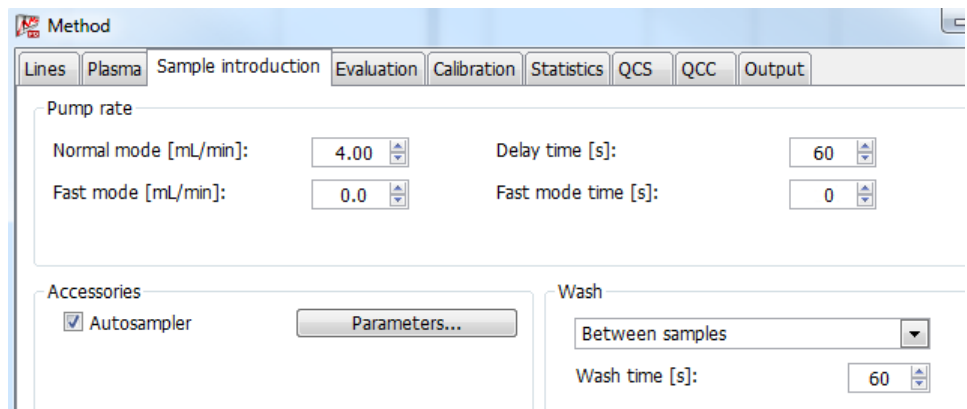 Method
Lines Plasma Sample introduction Evaluation Calibration Statistics QCS QCC Output
Pump rate
Normal mode [mL/min]: 4.00 Delay time [s]: 60
Fast mode [mL/min]: 0.0 Fast mode time [s]: 0
Accessories Wash
Autosampler Parameters... Between samples
Wash time [s]: 60